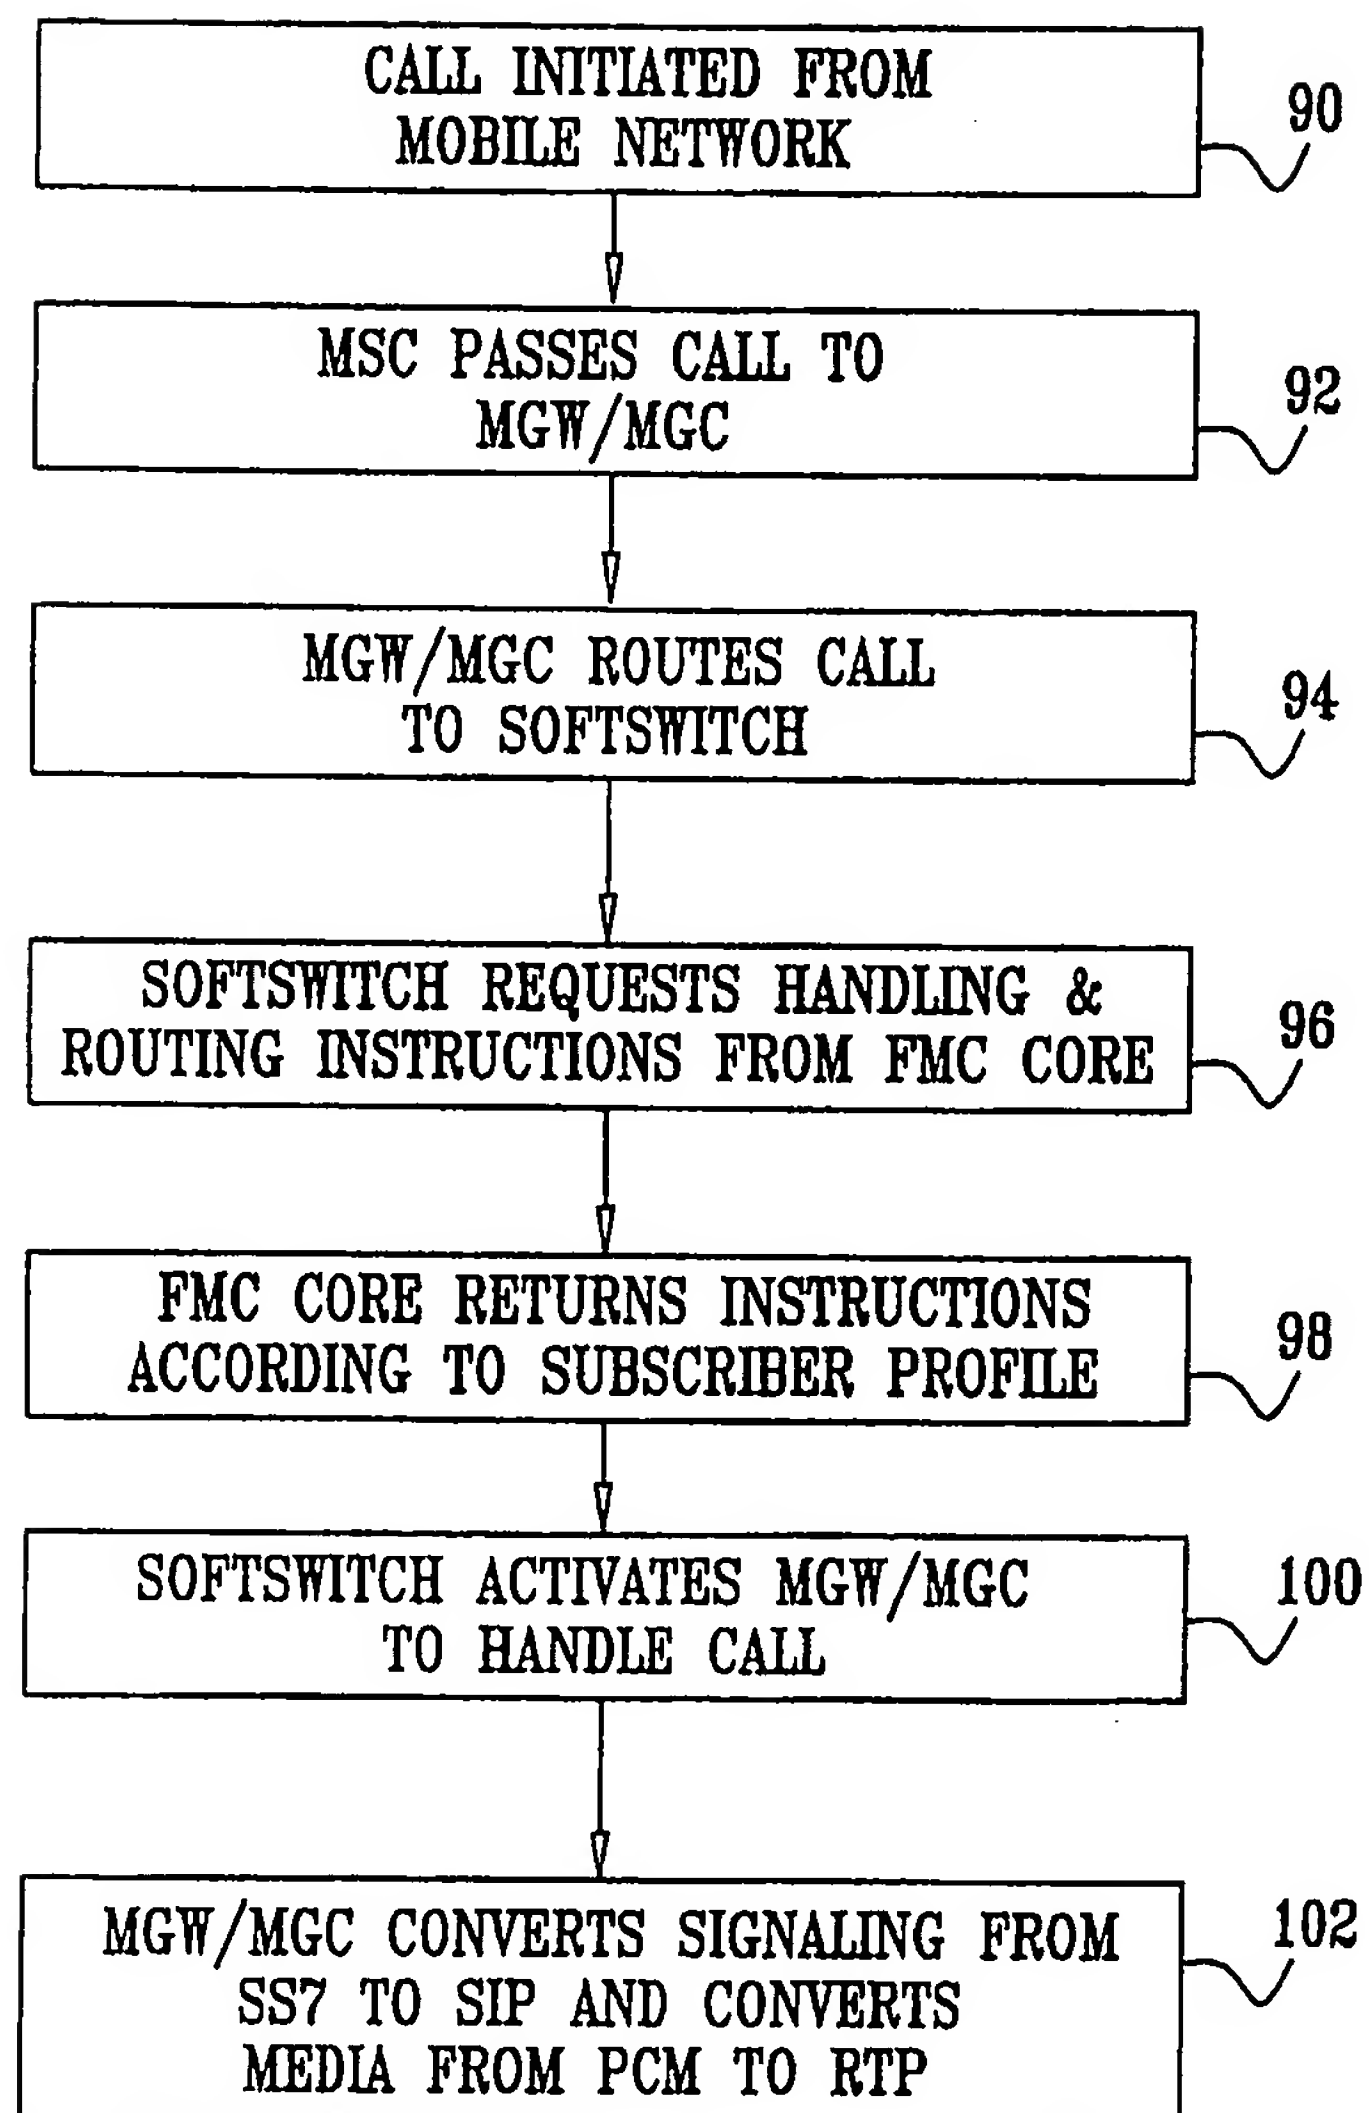 CALL INITIATED FROM
MOBILE NETWORK
90
MSC PASSES CALL TO
MGW/MGC
92
MGW/MGC ROUTES CALL
TO SOFTSWITCH
94
SOFTSWITCH REQUESTS HANDLING &
ROUTING INSTRUCTIONS FROM FMC CORE
96
FMC CORE RETURNS INSTRUCTIONS
ACCORDING TO SUBSCRIBER PROFILE
98
SOFTSWITCH ACTIVATES MGW/MGC
TO HANDLE CALL
100
MGW/MGC CONVERTS SIGNALING FROM
SS7 TO SIP AND CONVERTS
MEDIA FROM PCM TO RTP
102